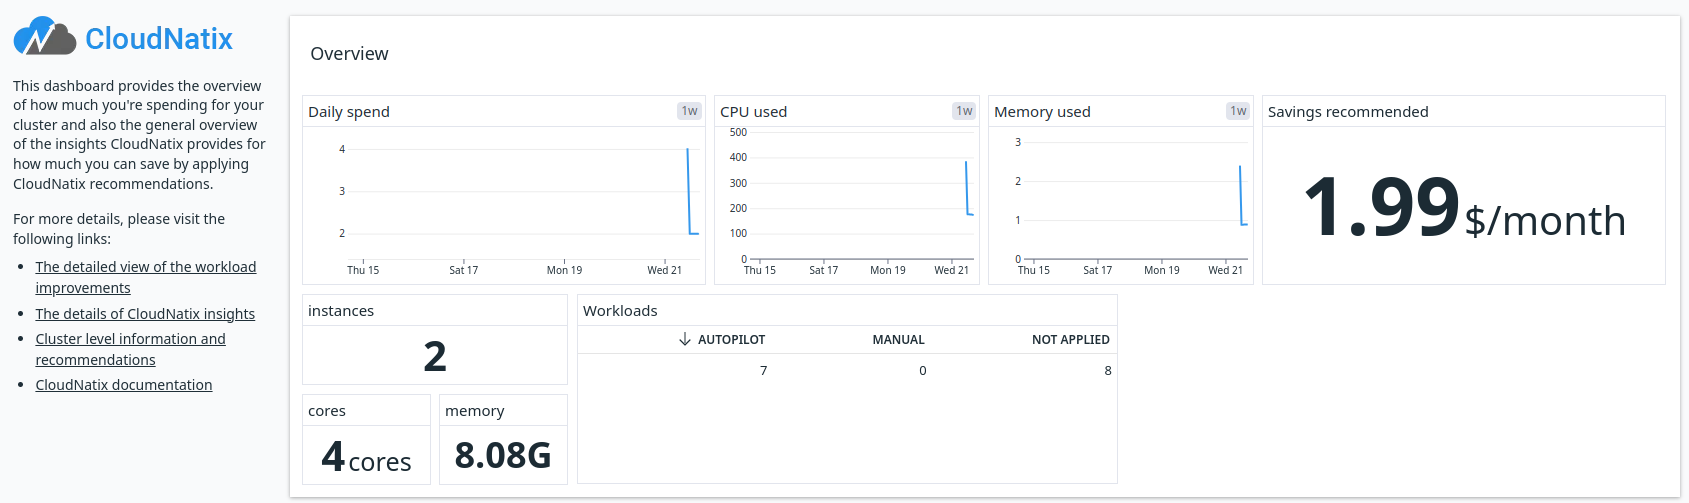 CloudNatix
This dashboard provides the overview
of how much you're spending for your
cluster and also the general overview
of the insights CloudNatix provides for
how much you can save by applying
CloudNatix recommendations.
For more details, please visit the
following links:
• The detailed view of the workload
improvements
• The details of CloudNatix insights
• Cluster level information and
recommendations
• CloudNatix documentation
Overview
Daily spend 1w
4
3
2
Thu 15 Sat 17 Mon 19 Wed 21
CPU used 1w
500
400
300
200
100
0
Thu 15 Sat 17 Mon 19 Wed 21
Memory used 1w
3
2
1
0
Thu 15 Sat 17 Mon 19 Wed 21
Savings recommended
1.99 $/month
instances
2
cores
4 cores
memory
8.08G
Workloads
↓ AUTOPILOT MANUAL NOT APPLIED
7 0 8